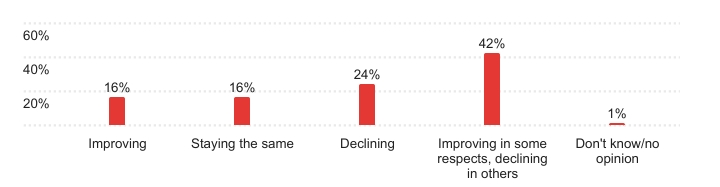 60%
42%
40%
24%
16%
16%
20%
1%
Improving
Staying the same
Declining
Improving in some
respects, declining
in others
Don't know/no
opinion